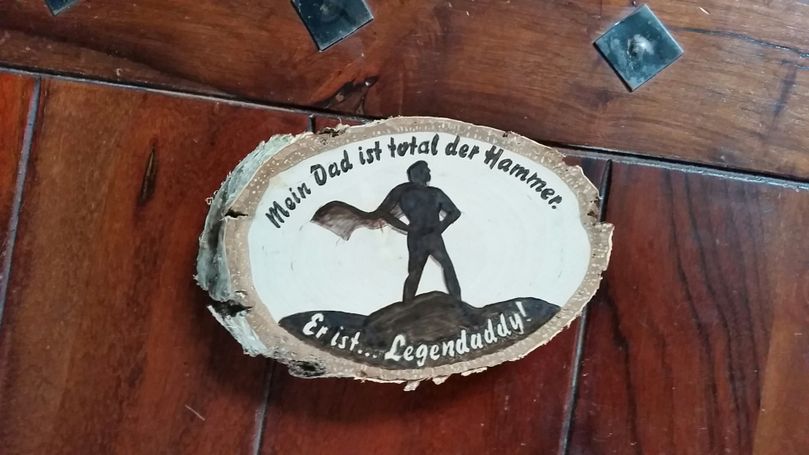 Mein Dad ist total der Hammer.
Er ist... Legendaddy!